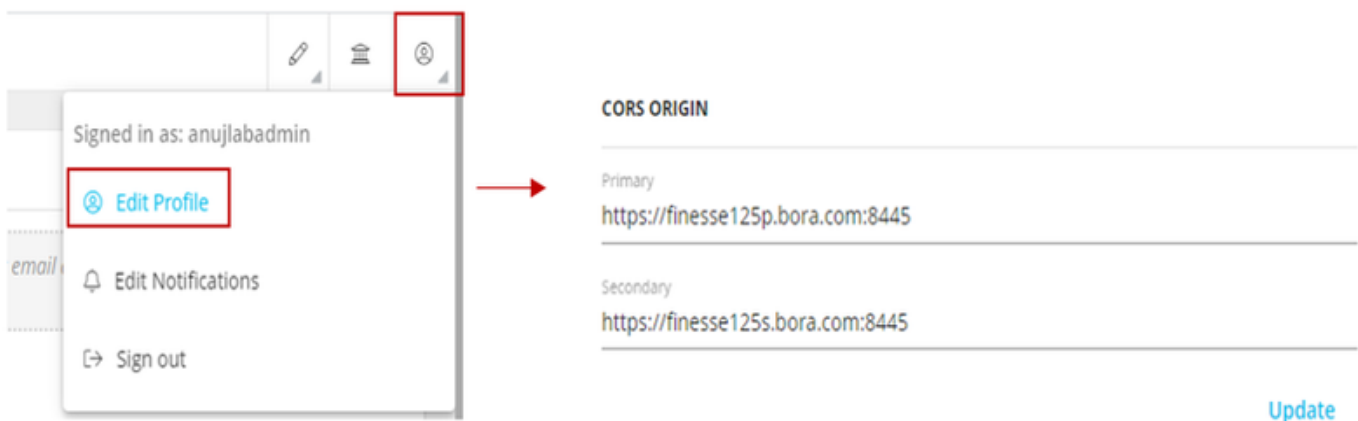 Signed in as: anujlabadmin
Edit Profile
email
Edit Notifications
Sign out
CORS ORIGIN
Primary
https://finesse125p.bora.com:8445
Secondary
https://finesse125s.bora.com:8445
Update